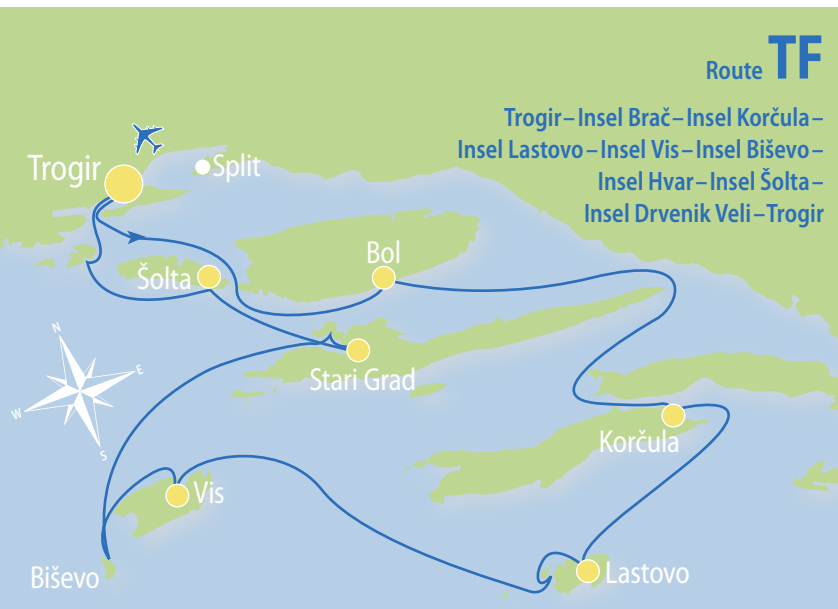 Route TF
Trogir – Insel Brač – Insel Korčula –
Insel Lastovo – Insel Vis – Insel Biševo –
Insel Hvar – Insel Šolta –
Insel Drvenik Veli – Trogir
Trogir
Split
Bol
Šolta
Stari Grad
N
E
W
S
Korčula
Vis
Biševo
Lastovo